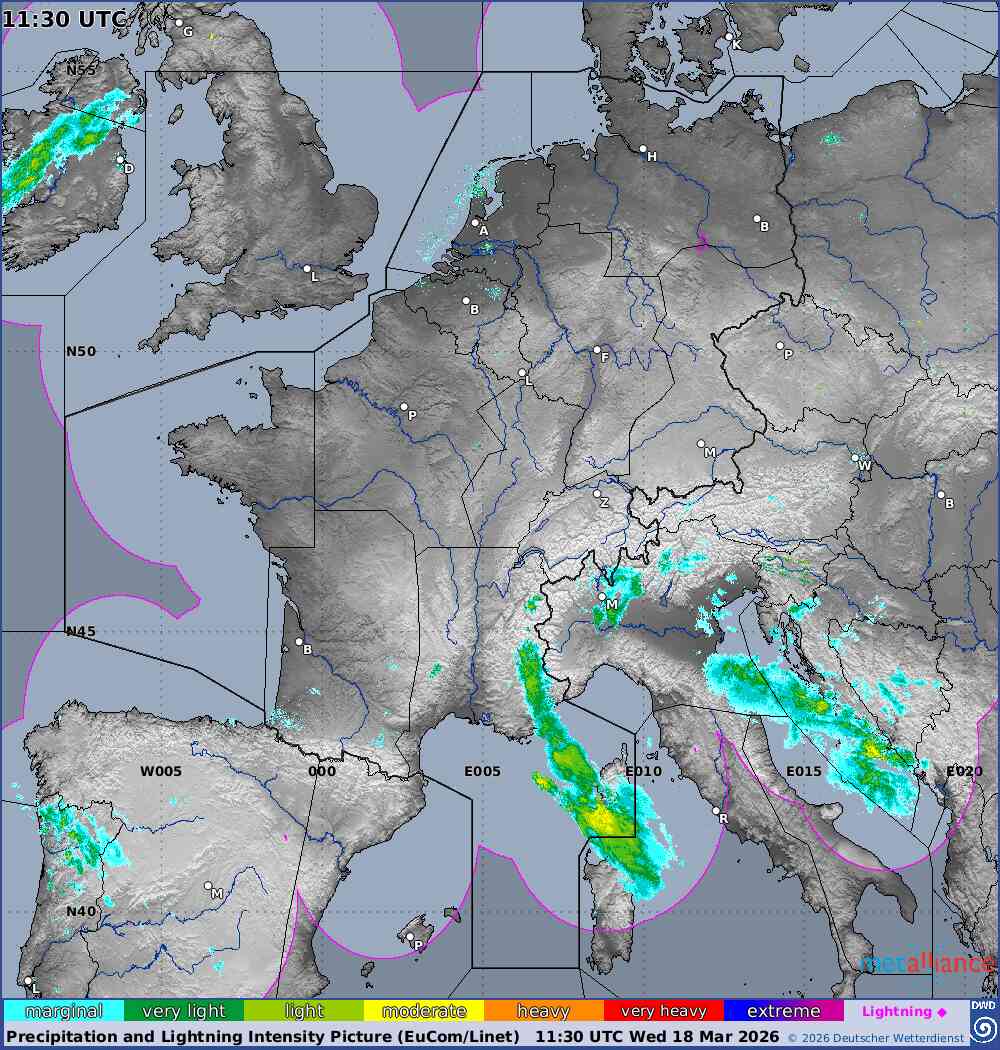 11:30 UTC
G
K
N55
H
D
B
A
L
B
N50
P
F
L
P
M
W
Z
B
M
N45
B
W005
000
E005
E010
E015
E020
R
M
N40
P
L
metalliance
marginal
very light
light
moderate
heavy
very heavy
extreme
Lightning ◆
DWD
Precipitation and Lightning Intensity Picture (EuCom/Linet) 11:30 UTC Wed 18 Mar 2026 © 2026 Deutscher Wetterdienst